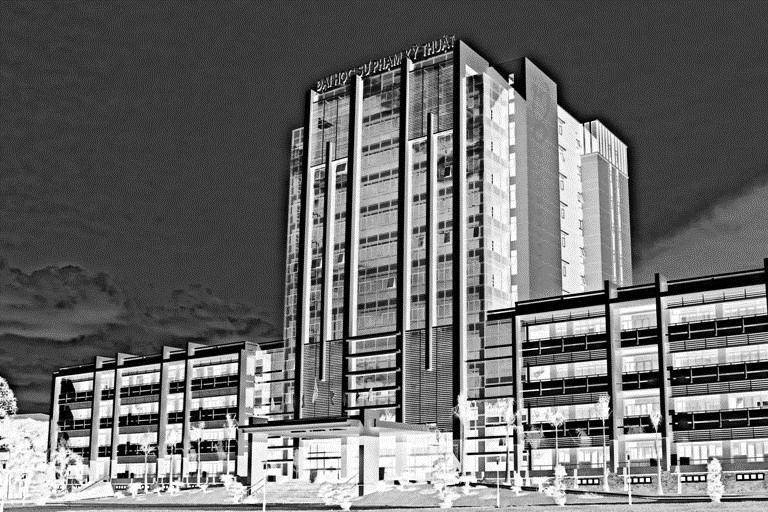 ĐẠI HỌC SƯ PHẠM KỸ THUẬT